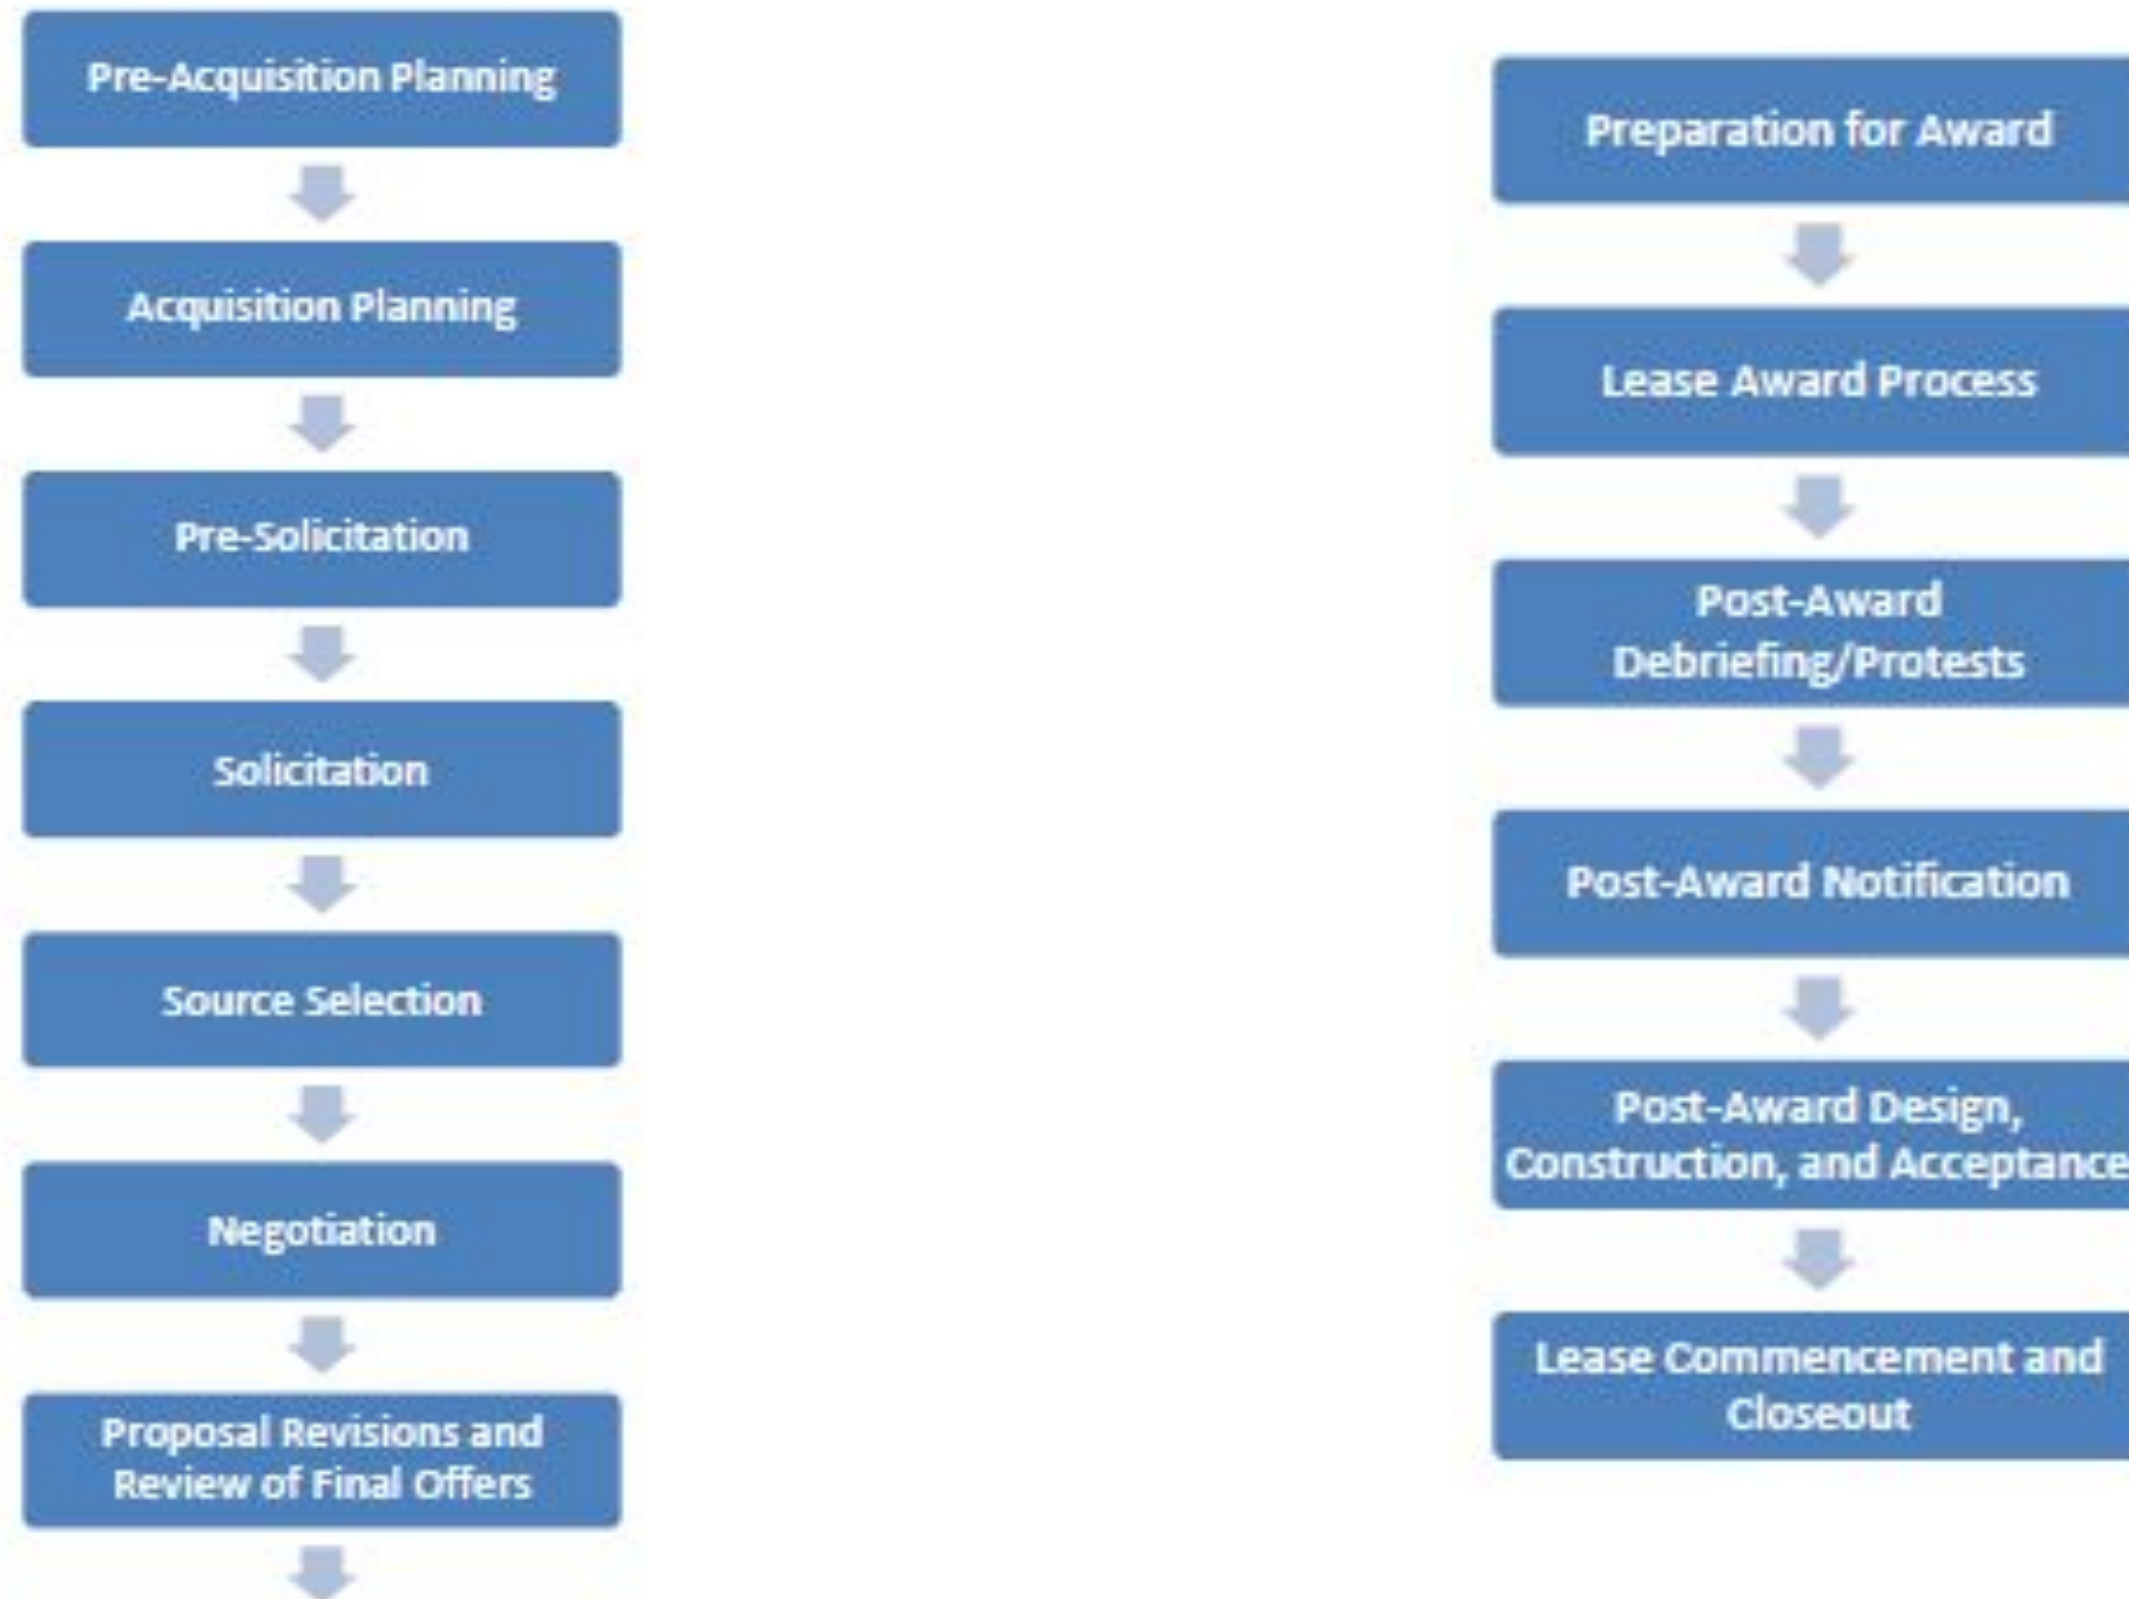 Pre-Acquisition Planning
Acquisition Planning
Pre-Solicitation
Solicitation
Source Selection
Negotiation
Proposal Revisions and
Review of Final Offers
Preparation for Award
Lease Award Process
Post-Award
Debriefing/Protests
Post-Award Notification
Post-Award Design,
Construction, and Acceptance
Lease Commencement and
Closeout